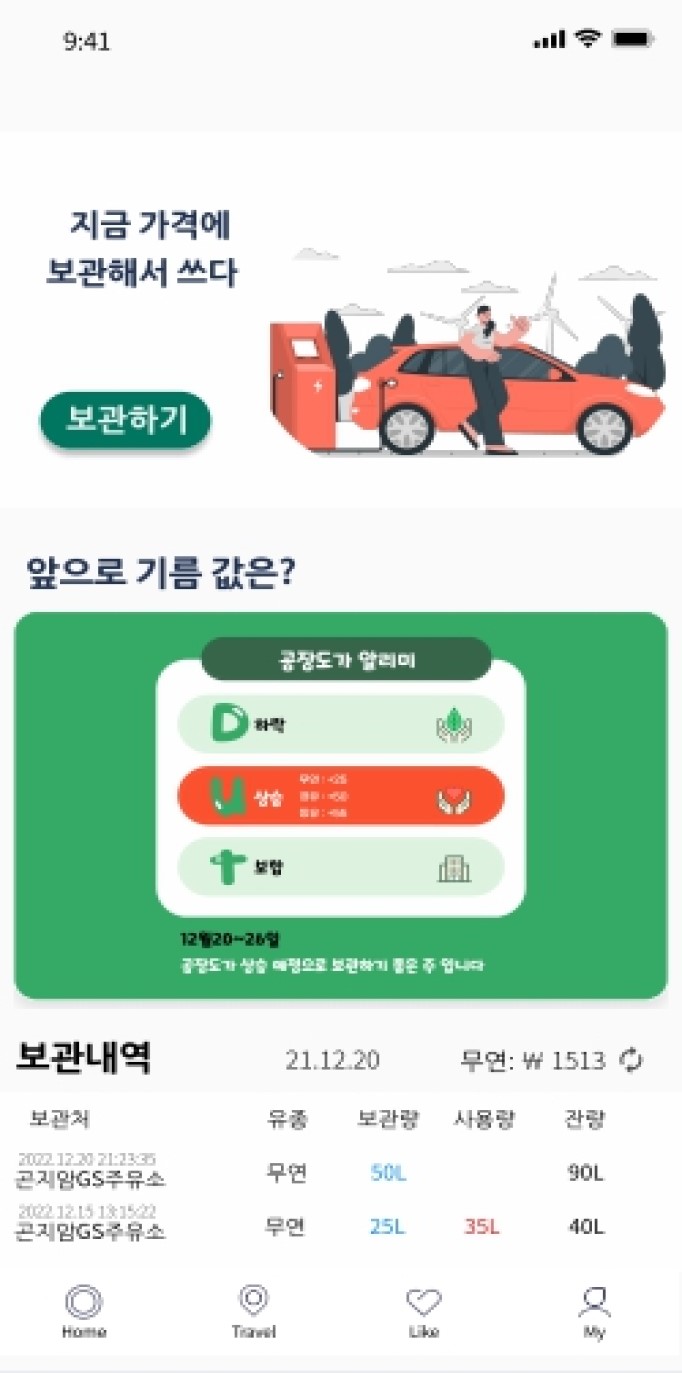 9:41
지금 가격에
보관해서 쓰다
보관하기
앞으로 기름 값은?
공장도가 알리미
D 하락
U 상승
무연 : +25
T 보합
12월20~26일
공장도가 상승 예정으로 보관하기 좋은 주 입니다
보관내역 21.12.20 무연: ₩ 1513
보관처 유종 보관량 사용량 잔량
2022.12.20 21:23:35
곤지암GS주유소 무연 50L 90L
2022.12.15 13:15:22
곤지암GS주유소 무연 25L 35L 40L
Home Travel Like My